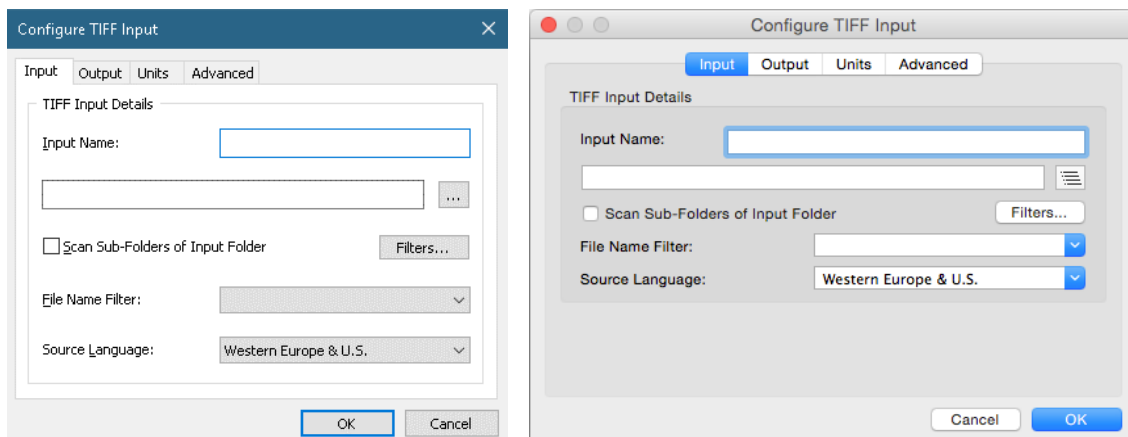 Configure TIFF Input
Input Output Units Advanced
TIFF Input Details
Input Name:
...
Scan Sub-Folders of Input Folder Filters...
File Name Filter:
Source Language: Western Europe & U.S.
OK Cancel
Configure TIFF Input
Input Output Units Advanced
TIFF Input Details
Input Name:
Scan Sub-Folders of Input Folder Filters...
File Name Filter:
Source Language: Western Europe & U.S.
Cancel OK